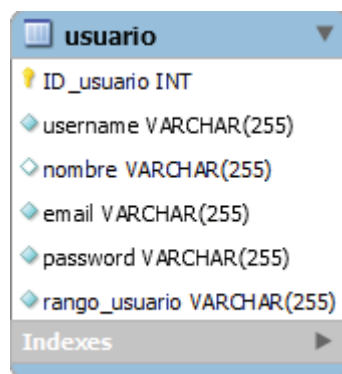 usuario
ID_usuario INT
username VARCHAR(255)
nombre VARCHAR(255)
email VARCHAR(255)
password VARCHAR(255)
rango_usuario VARCHAR(255)
Indexes